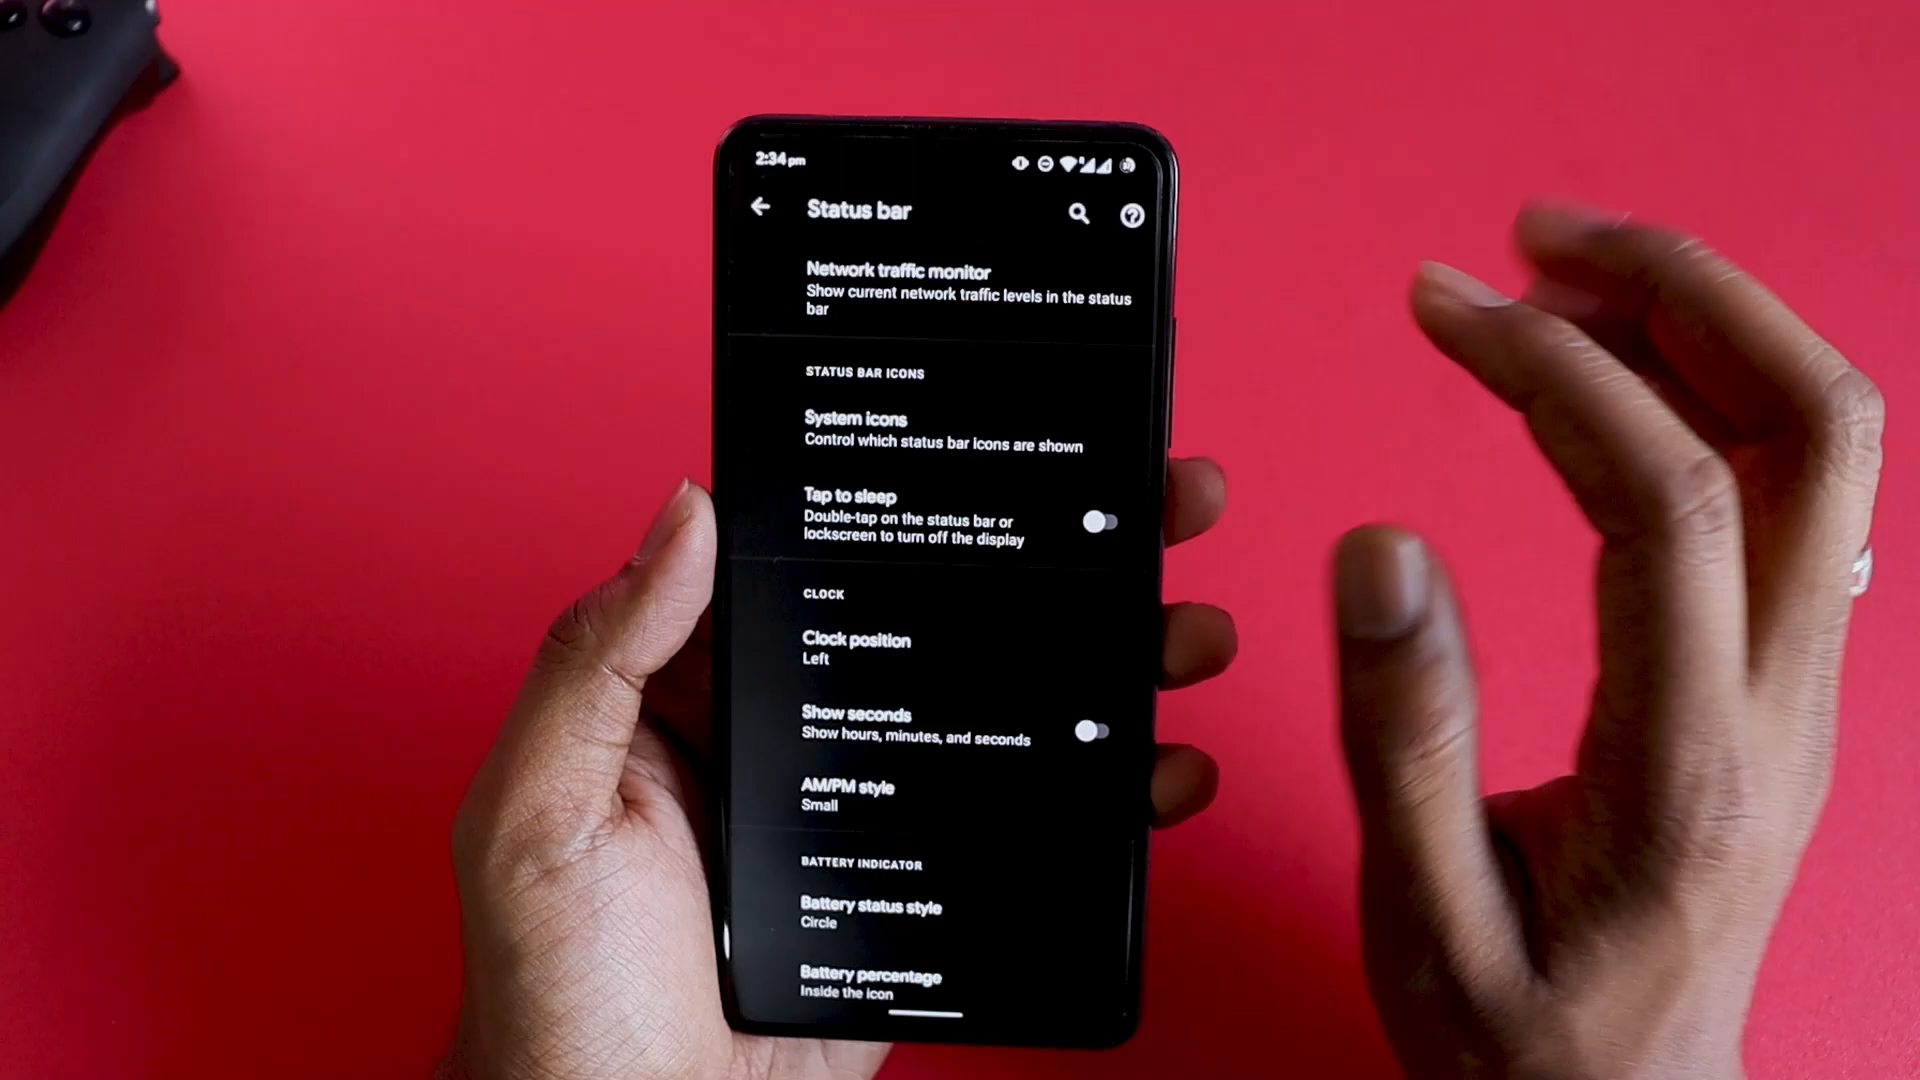 2:34pm
Status bar
Network traffic monitor
Show current network traffic levels in the status
bar
STATUS BAR ICONS
System icons
Control which status bar icons are shown
Tap to sleep
Double-tap on the status bar or
lockscreen to turn off the display
CLOCK
Clock position
Left
Show seconds
Show hours, minutes, and seconds
AM/PM style
Small
BATTERY INDICATOR
Battery status style
Circle
Battery percentage
Inside the icon